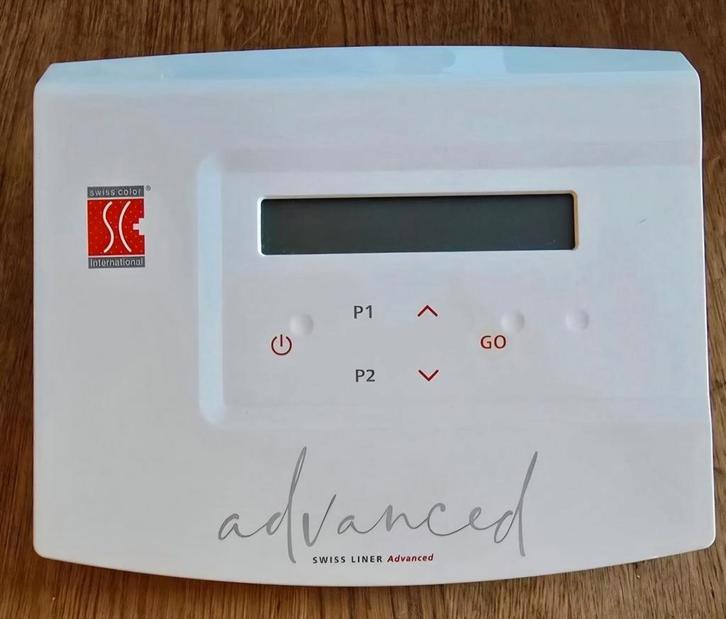 swiss color®
SC
International
P1
GO
P2
advanced
SWISS LINER Advanced